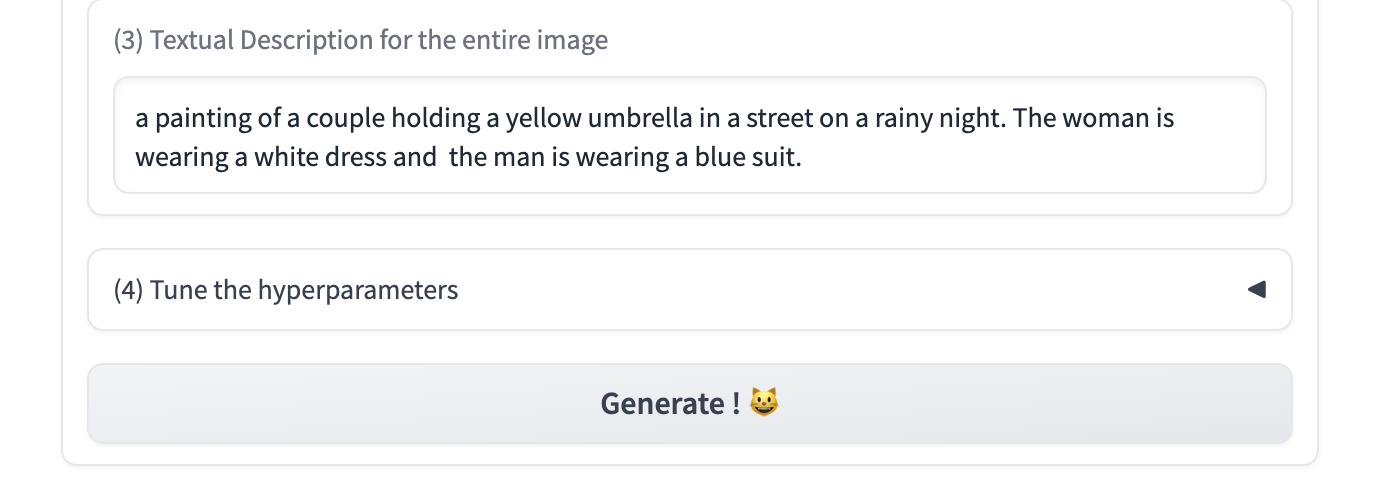 (3) Textual Description for the entire image
a painting of a couple holding a yellow umbrella in a street on a rainy night. The woman is
wearing a white dress and  the man is wearing a blue suit.
(4) Tune the hyperparameters
Generate ! 😺